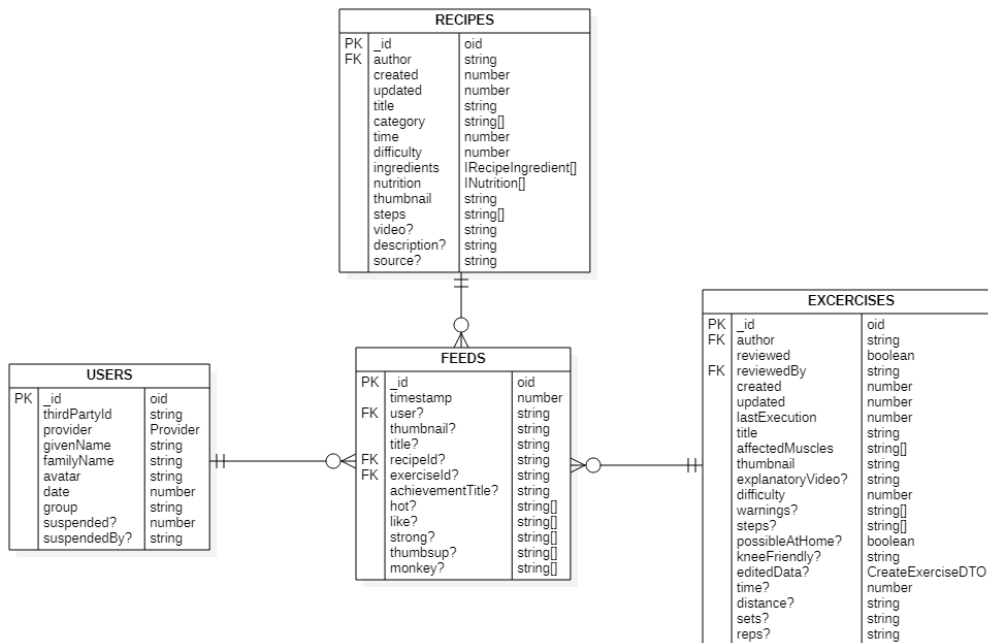 RECIPES
PK _id oid
FK author string
created number
updated number
title string
category string[]
time number
difficulty number
ingredients IRecipeIngredient[]
nutrition INutrition[]
thumbnail string
steps string[]
video? string
description? string
source? string
USERS
PK _id oid
thirdPartyId string
provider Provider
givenName string
familyName string
avatar string
date number
group string
suspended? number
suspendedBy? string
FEEDS
PK _id oid
timestamp number
FK user? string
thumbnail? string
title? string
FK recipeId? string
FK exerciseId? string
achievementTitle? string
hot? string[]
like? string[]
strong? string[]
thumbsup? string[]
monkey? string[]
EXCERCISES
PK _id oid
FK author string
reviewed boolean
FK reviewedBy string
created number
updated number
lastExecution number
title string
affectedMuscles string[]
thumbnail string
explanatoryVideo? string
difficulty number
warnings? string[]
steps? string[]
possibleAtHome? boolean
kneeFriendly? string
editedData? CreateExerciseDTO
time? number
distance? string
sets? string
reps? string